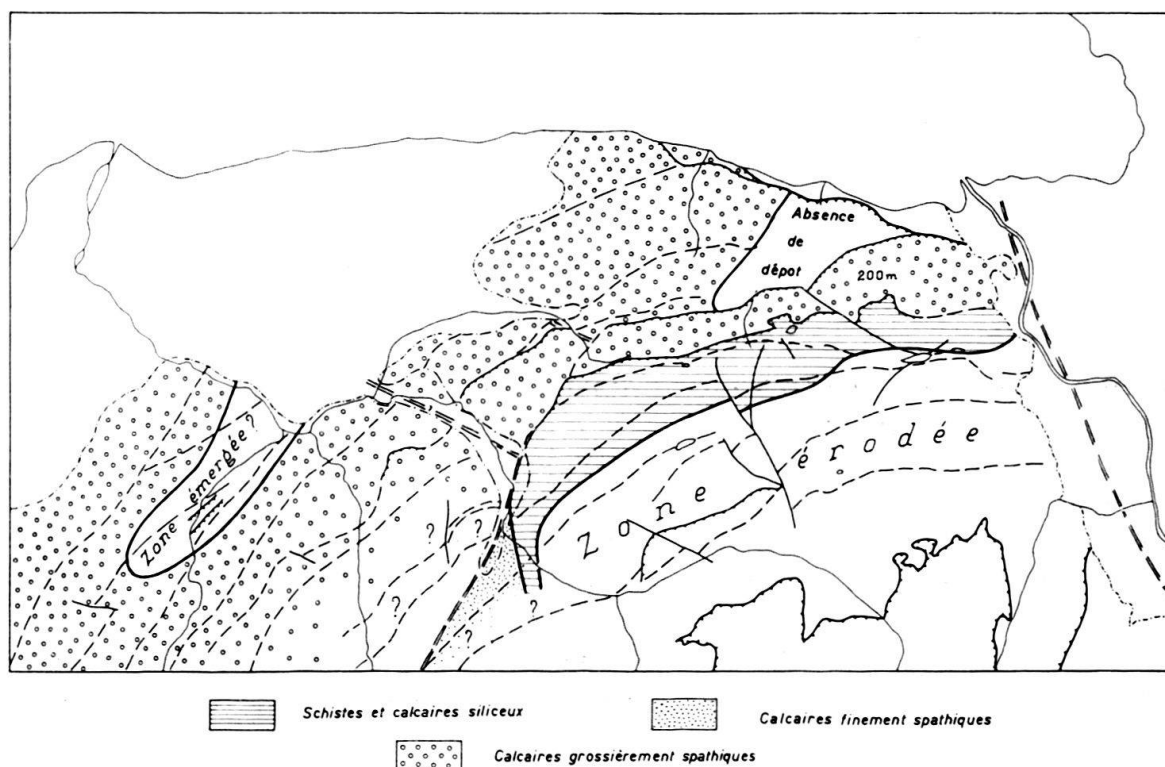 Absence
de
dépot
200m
Zone émergée?
Zone érodée
?
?
?
?
?
?
Schistes et calcaires siliceux
Calcaires finement spathiques
Calcaires grossièrement spathiques